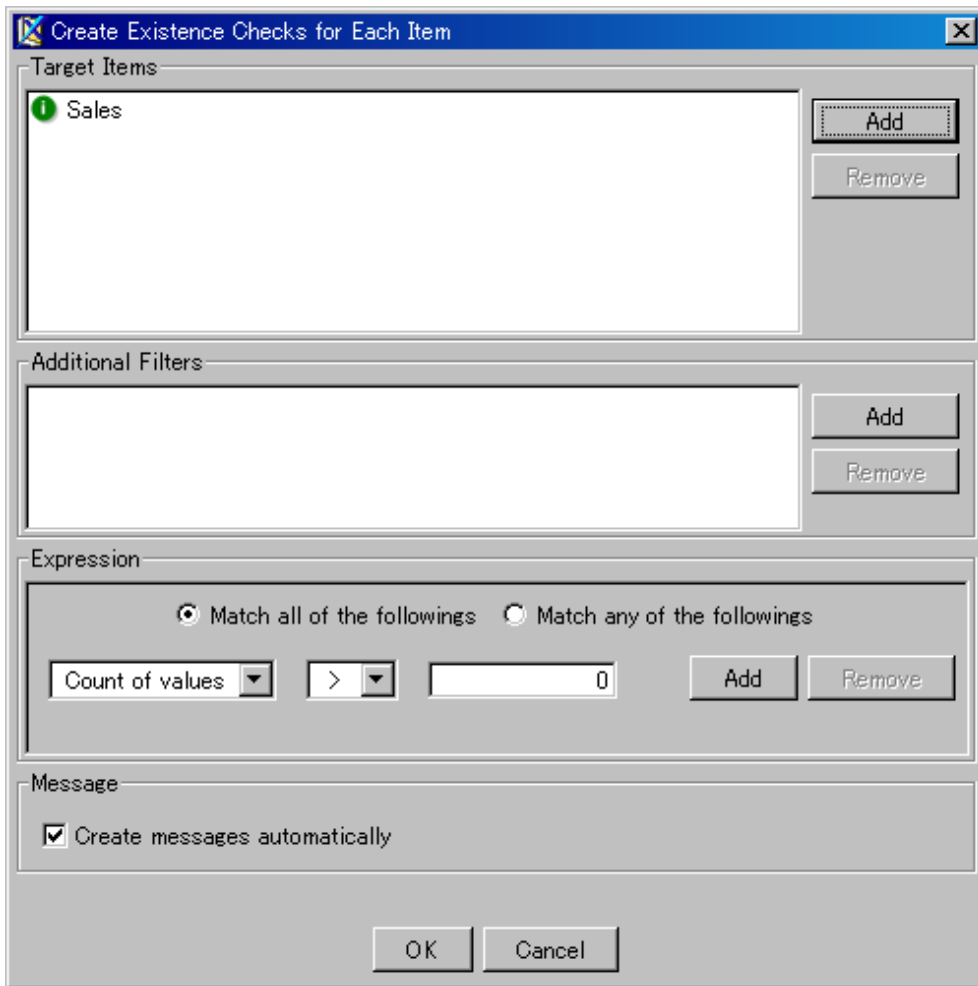 Create Existence Checks for Each Item
Target Items
i Sales
Add
Remove
Additional Filters
Add
Remove
Expression
Match all of the followings Match any of the followings
Count of values > 0 Add Remove
Message
Create messages automatically
OK Cancel